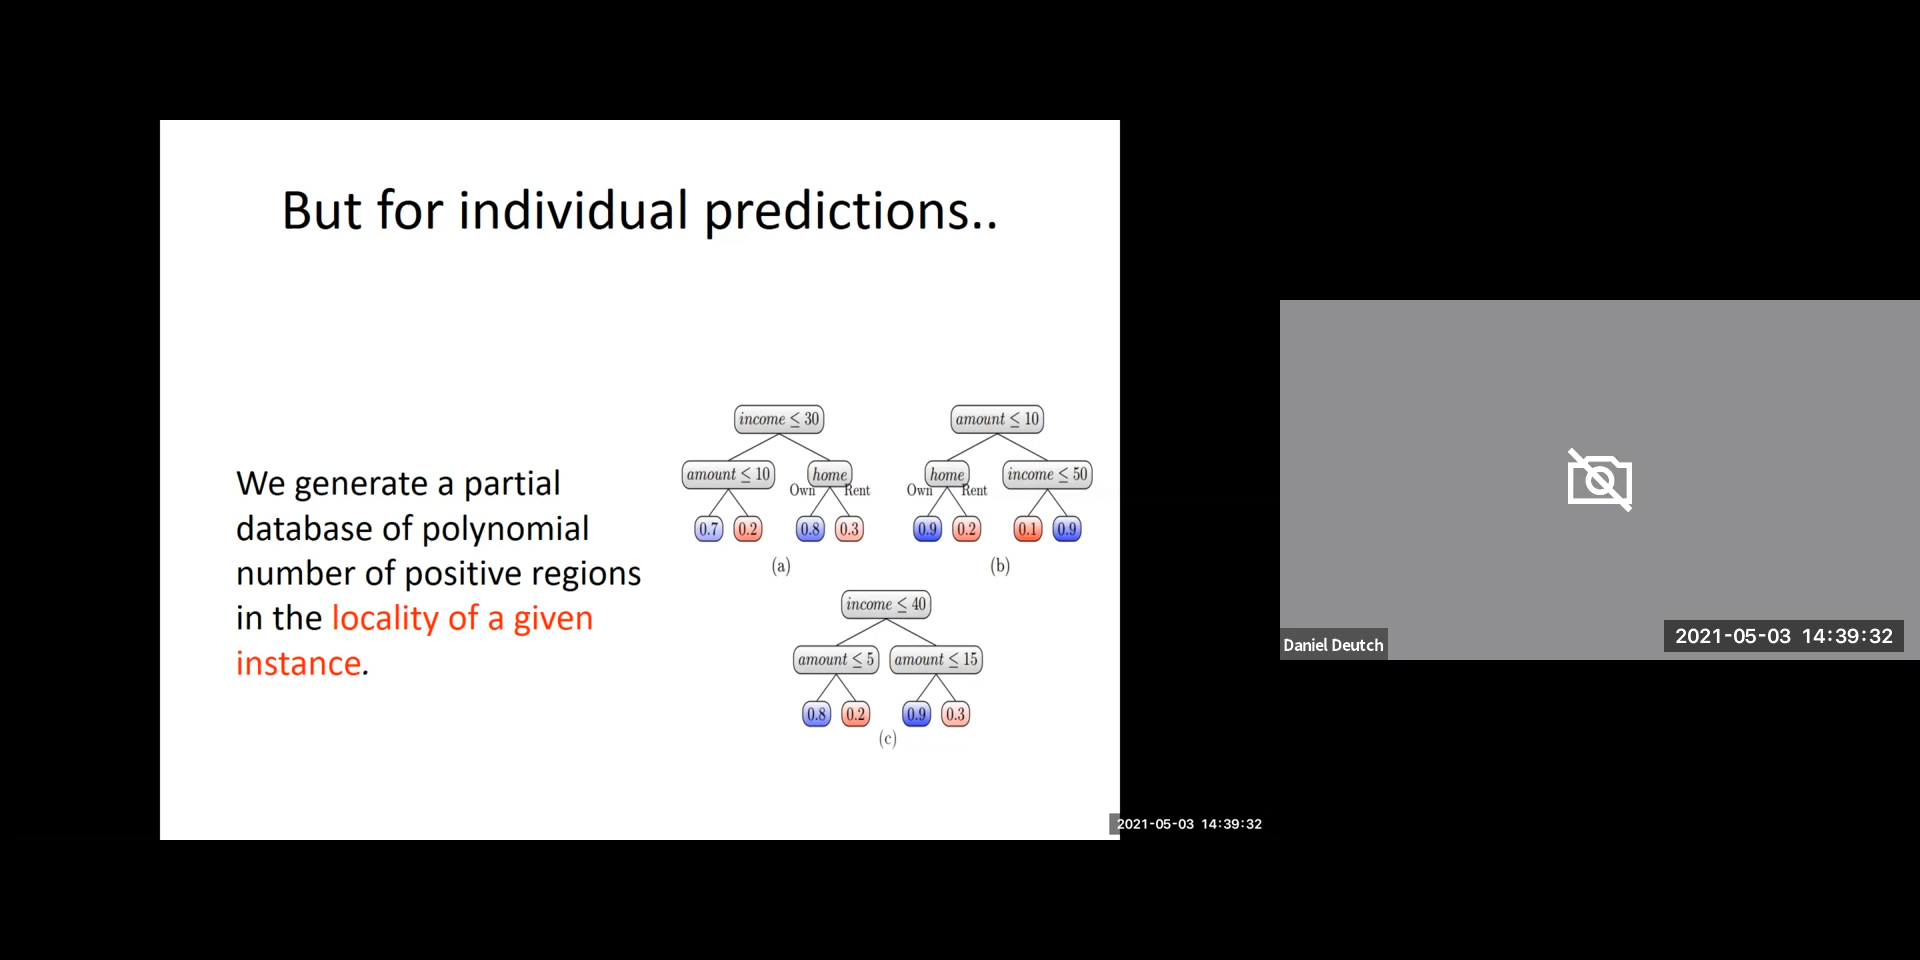 But for individual predictions..
We generate a partial
database of polynomial
number of positive regions
in the locality of a given
instance.
income ≤ 30
amount ≤ 10
home
Own
Rent
0.7
0.2
0.8
0.3
(a)
amount ≤ 10
home
income ≤ 50
Own
Rent
0.9
0.2
0.1
0.9
(b)
income ≤ 40
amount ≤ 5
amount ≤ 15
0.8
0.2
0.9
0.3
(c)
2021-05-03 14:39:32
Daniel Deutch
2021-05-03 14:39:32